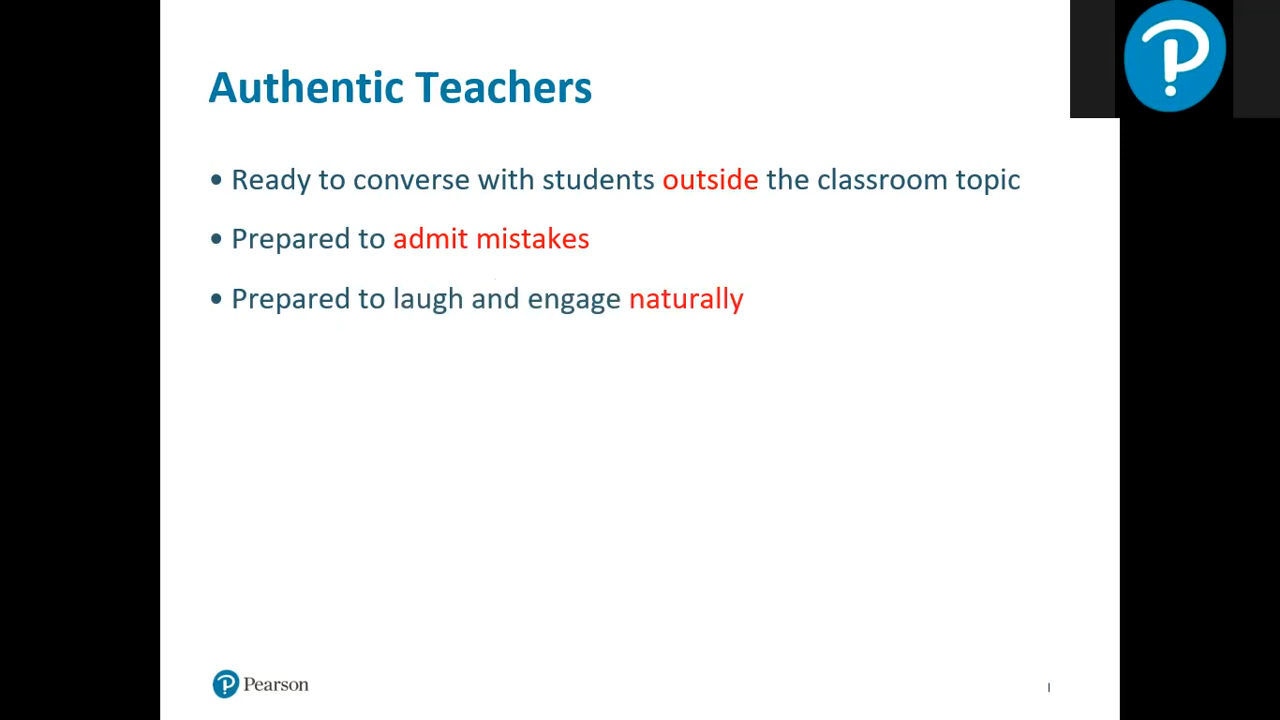 Authentic Teachers
• Ready to converse with students outside the classroom topic
• Prepared to admit mistakes
• Prepared to laugh and engage naturally
Pearson